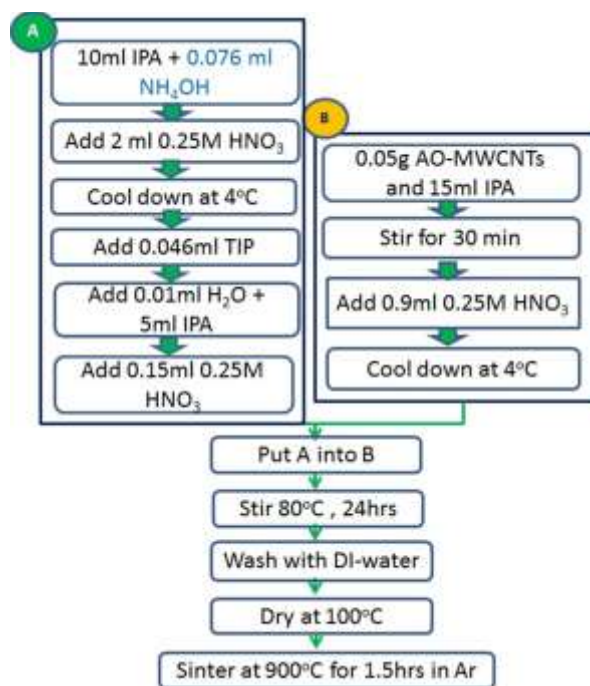 A
10ml IPA + 0.076 ml
NH₄OH
Add 2 ml 0.25M HNO₃
Cool down at 4°C
Add 0.046ml TIP
Add 0.01ml H₂O +
5ml IPA
Add 0.15ml 0.25M
HNO₃
B
0.05g AO-MWCNTs
and 15ml IPA
Stir for 30 min
Add 0.9ml 0.25M HNO₃
Cool down at 4°C
Put A into B
Stir 80°C , 24hrs
Wash with DI-water
Dry at 100°C
Sinter at 900°C for 1.5hrs in Ar